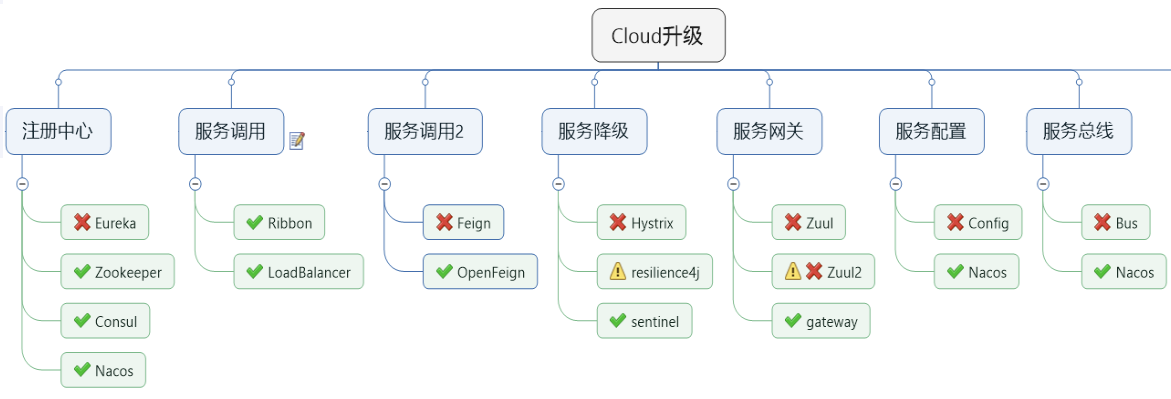 Cloud升级
注册中心
服务调用
服务调用2
服务降级
服务网关
服务配置
服务总线
Eureka
Zookeeper
Consul
Nacos
Ribbon
LoadBalancer
Feign
OpenFeign
Hystrix
resilience4j
sentinel
Zuul
Zuul2
gateway
Config
Nacos
Bus
Nacos